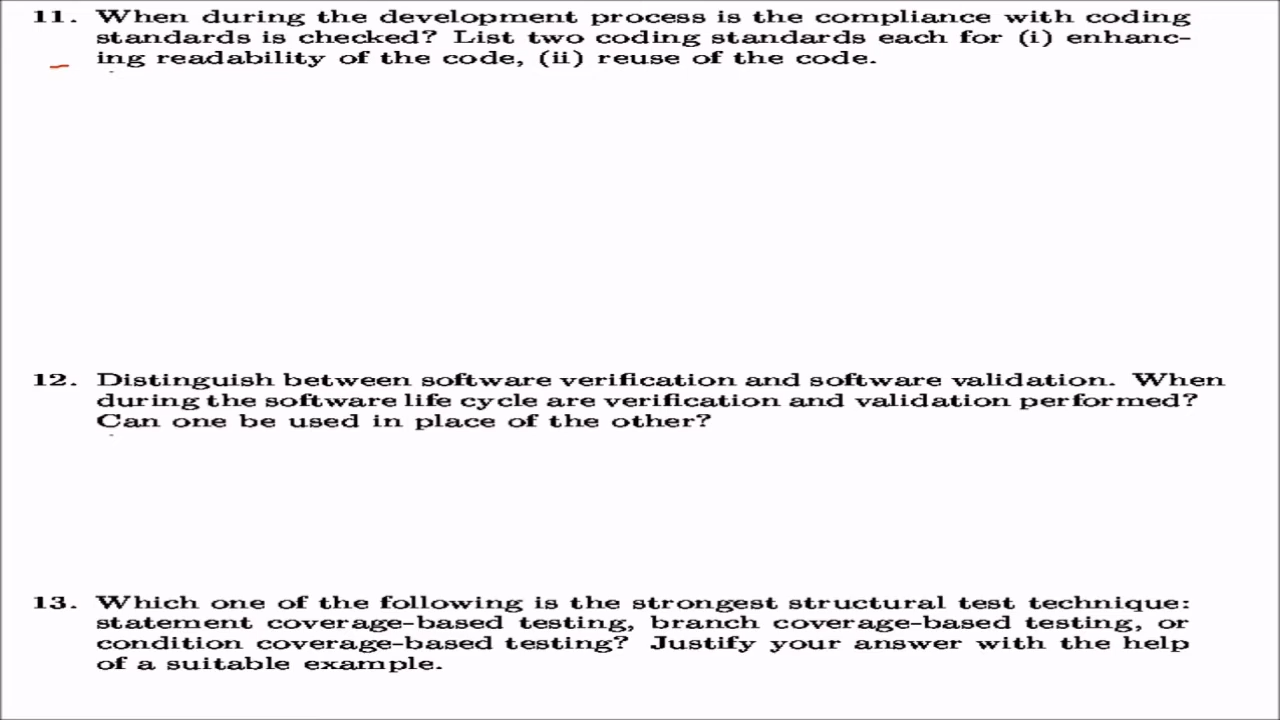 11. When during the development process is the compliance with coding
standards is checked? List two coding standards each for (i) enhanc-
ing readability of the code, (ii) reuse of the code.
12. Distinguish between software verification and software validation. When
during the software life cycle are verification and validation performed?
Can one be used in place of the other?
13. Which one of the following is the strongest structural test technique:
statement coverage-based testing, branch coverage-based testing, or
condition coverage-based testing? Justify your answer with the help
of a suitable example.